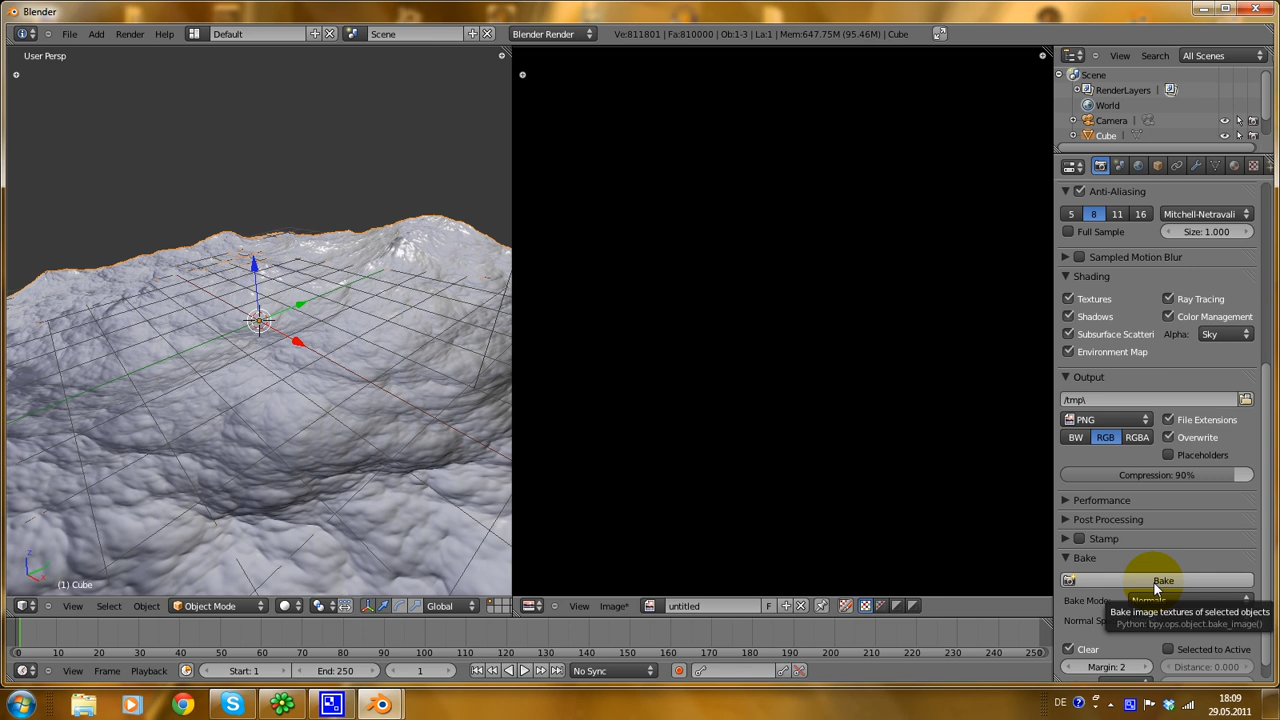 Blender
File Add Render Help Default Scene Blender Render Ve:811801 | Fa:810000 | Ob:1-3 | La:1 | Mem:647.75M (95.46M) | Cube
User Persp
View Search All Scenes
Scene
RenderLayers |
World
Camera |
Cube |
Anti-Aliasing
5 8 11 16 Mitchell-Netravali
Full Sample Size: 1.000
Sampled Motion Blur
Shading
Textures Ray Tracing
Shadows Color Management
Subsurface Scatteri Alpha: Sky
Environment Map
Output
/tmp\
PNG File Extensions
BW RGB RGBA Overwrite
Placeholders
Compression: 90%
Performance
Post Processing
Stamp
Bake
Bake
Bake Mode: Normals
Bake image textures of selected objects
Normal Sp
Python: bpy.ops.object.bake_image()
Clear Selected to Active
Margin: 2 Distance: 0.000
z
(1) Cube
View Select Object Object Mode Global
View Image* untitled F
0 10 20 30 40 50 60 70 80 90 100 110 120 130 140 150 160 170 180 190 200 210 220 230 240 250
View Frame Playback Start: 1 End: 250 1 No Sync
DE 18:09
29.05.2011